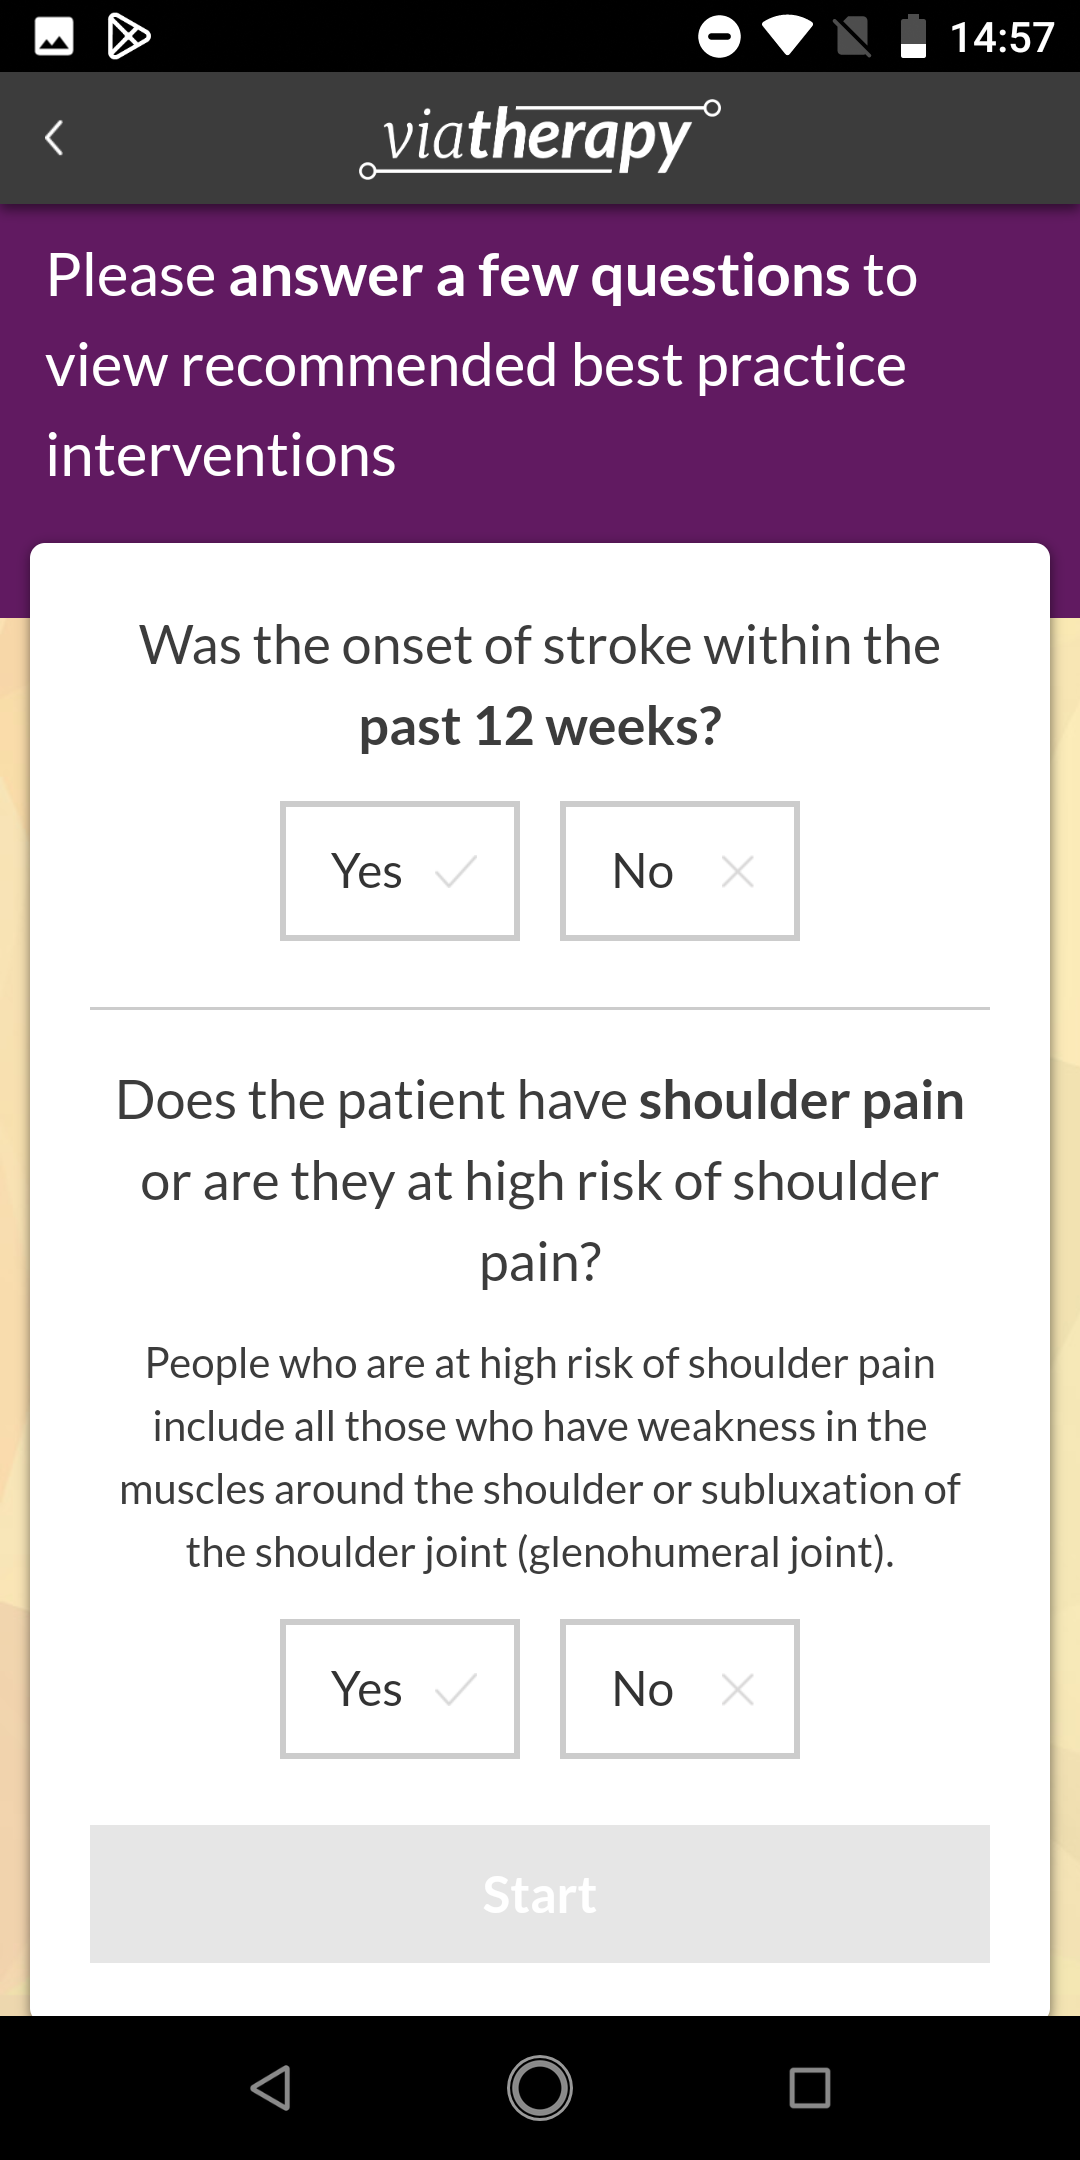 14:57
viatherapy
Please answer a few questions to
view recommended best practice
interventions
Was the onset of stroke within the
past 12 weeks?
Yes No
Does the patient have shoulder pain
or are they at high risk of shoulder
pain?
People who are at high risk of shoulder pain
include all those who have weakness in the
muscles around the shoulder or subluxation of
the shoulder joint (glenohumeral joint).
Yes No
Start